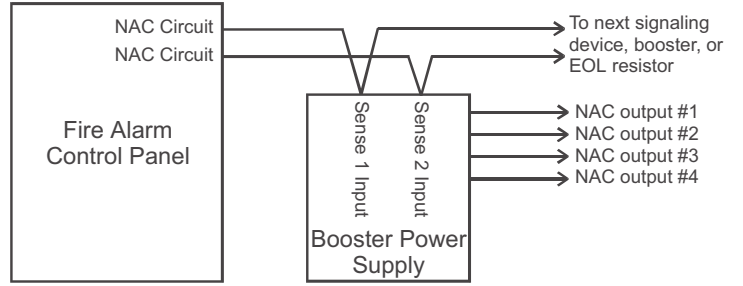 NAC Circuit
NAC Circuit
Fire Alarm
Control Panel
To next signaling
device, booster, or
EOL resistor
Sense 1 Input
Sense 2 Input
NAC output #1
NAC output #2
NAC output #3
NAC output #4
Booster Power
Supply